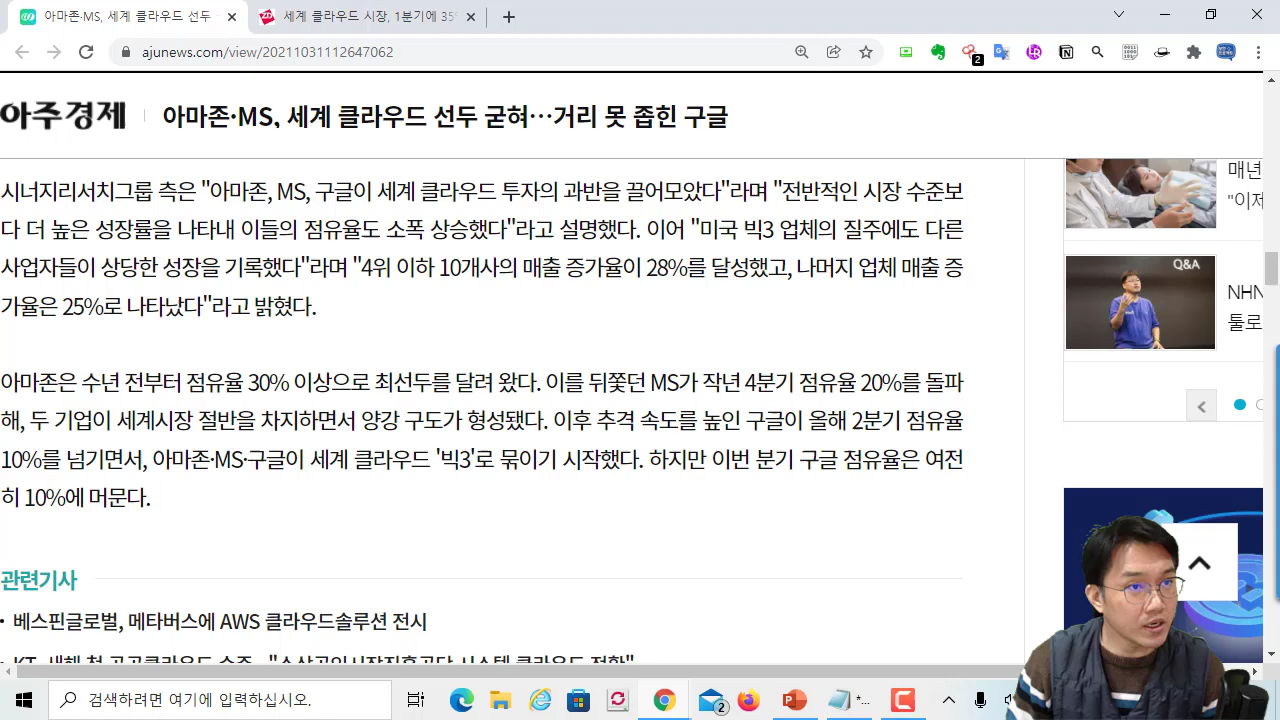 아마존·MS, 세계 클라우드 선두
세계 클라우드 시장, 1분기에 35
ajunews.com/view/20211031112647062
2
아주경제
아마존·MS, 세계 클라우드 선두 굳혀…거리 못 좁힌 구글
시너지리서치그룹 측은 "아마존, MS, 구글이 세계 클라우드 투자의 과반을 끌어모았다"라며 "전반적인 시장 수준보
다 더 높은 성장률을 나타내 이들의 점유율도 소폭 상승했다"라고 설명했다. 이어 "미국 빅3 업체의 질주에도 다른
사업자들이 상당한 성장을 기록했다"라며 "4위 이하 10개사의 매출 증가율이 28%를 달성했고, 나머지 업체 매출 증
가율은 25%로 나타났다"라고 밝혔다.
아마존은 수년 전부터 점유율 30% 이상으로 최선두를 달려 왔다. 이를 뒤쫓던 MS가 작년 4분기 점유율 20%를 돌파
해, 두 기업이 세계시장 절반을 차지하면서 양강 구도가 형성됐다. 이후 추격 속도를 높인 구글이 올해 2분기 점유율
10%를 넘기면서, 아마존·MS·구글이 세계 클라우드 '빅3'로 묶이기 시작했다. 하지만 이번 분기 구글 점유율은 여전
히 10%에 머문다.
관련기사
· 베스핀글로벌, 메타버스에 AWS 클라우드솔루션 전시
매년
"이제
Q&A
NHN
툴로
검색하려면 여기에 입력하십시오.
2